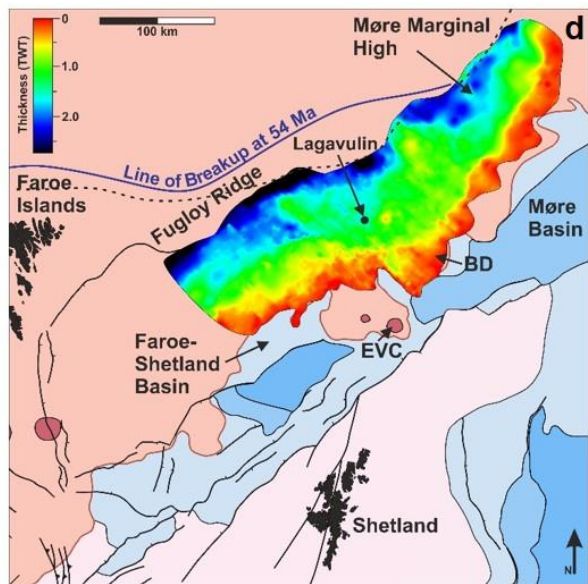 0
1.0
2.0
Thickness (TWT)
100 km
d
Møre Marginal
High
Line of Breakup at 54 Ma
Lagavulin
Faroe
Islands
Fugloy Ridge
Møre
Basin
BD
Faroe-
Shetland
Basin
EVC
Shetland
N